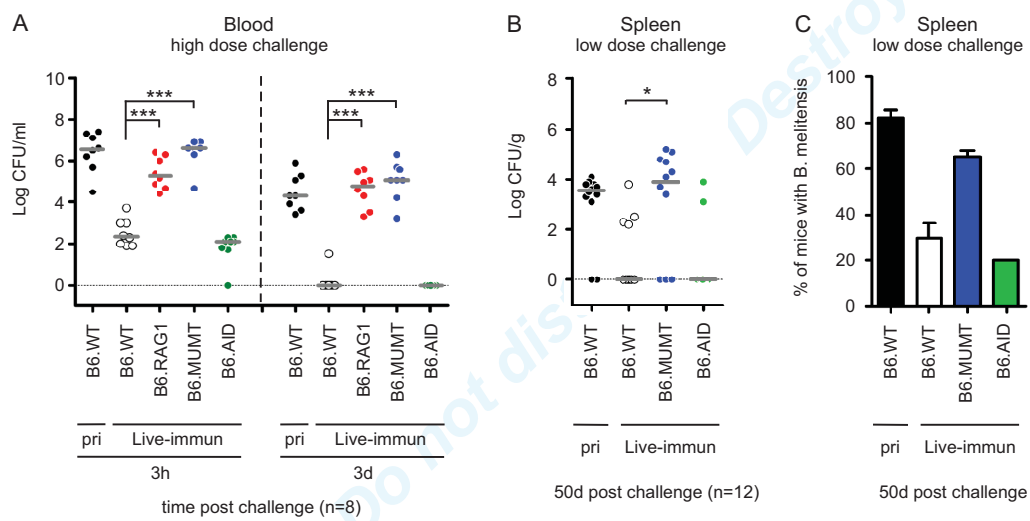 A
Blood
high dose challenge
Log CFU/ml
10
8
6
4
2
0
***
***
***
***
B6.WT
B6.WT
B6.RAG1
B6.MUMT
B6.AID
B6.WT
B6.WT
B6.RAG1
B6.MUMT
B6.AID
pri
Live-immun
pri
Live-immun
3h
3d
time post challenge (n=8)
B
Spleen
low dose challenge
Log CFU/g
8
6
4
2
0
*
B6.WT
B6.WT
B6.MUMT
B6.AID
pri
Live-immun
50d post challenge (n=12)
C
Spleen
low dose challenge
% of mice with B. melitensis
100
80
60
40
20
0
B6.WT
B6.WT
B6.MUMT
B6.AID
pri
Live-immun
50d post challenge
Do not dis
Destroy